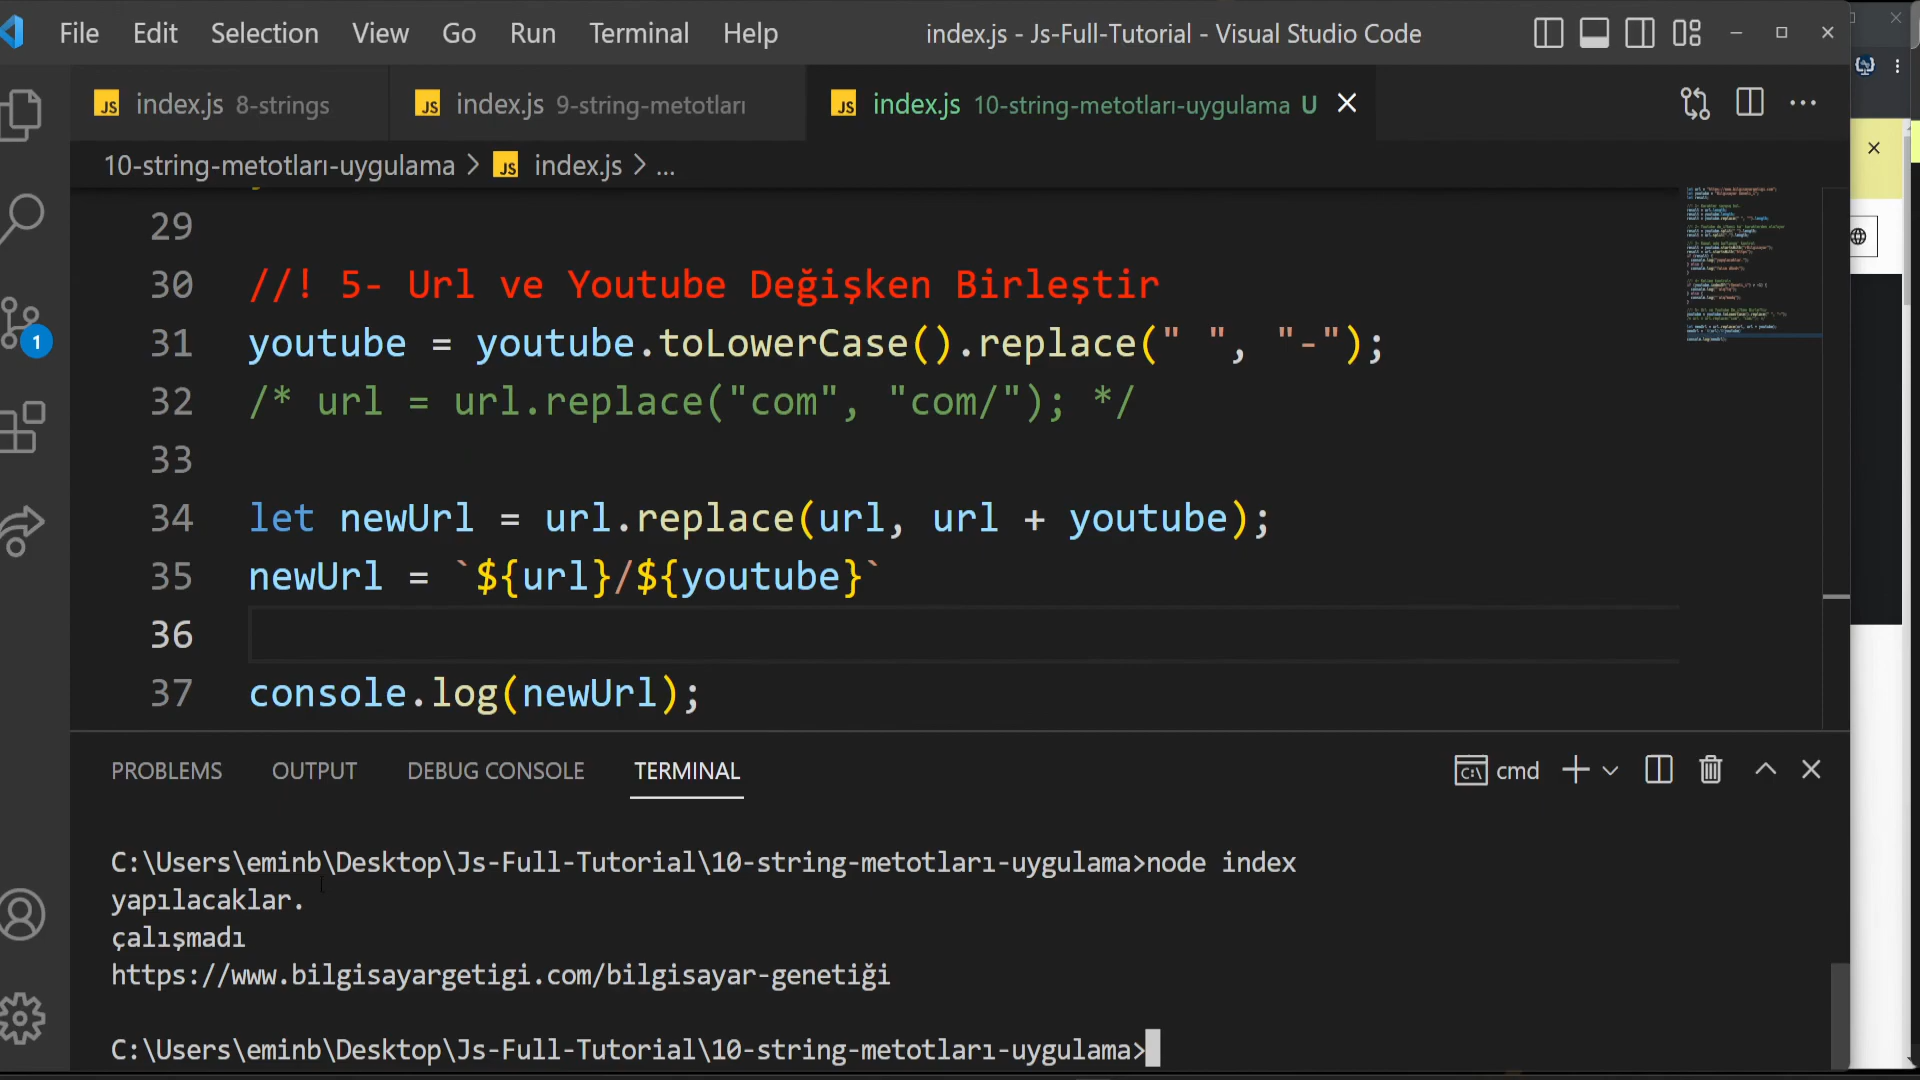 File Edit Selection View Go Run Terminal Help index.js - Js-Full-Tutorial - Visual Studio Code
JS index.js 8-strings JS index.js 9-string-metotları JS index.js 10-string-metotları-uygulama U
10-string-metotları-uygulama > JS index.js > ...
29
30 //! 5- Url ve Youtube Değişken Birleştir
31 youtube = youtube.toLowerCase().replace(" ", "-");
32 /* url = url.replace("com", "com/"); */
33
34 let newUrl = url.replace(url, url + youtube);
35 newUrl = `${url}/${youtube}`
36
37 console.log(newUrl);
1
PROBLEMS OUTPUT DEBUG CONSOLE TERMINAL cmd
C:\Users\eminb\Desktop\Js-Full-Tutorial\10-string-metotları-uygulama>node index
yapılacaklar.
çalışmadı
https://www.bilgisayargetigi.com/bilgisayar-genetiği
C:\Users\eminb\Desktop\Js-Full-Tutorial\10-string-metotları-uygulama>